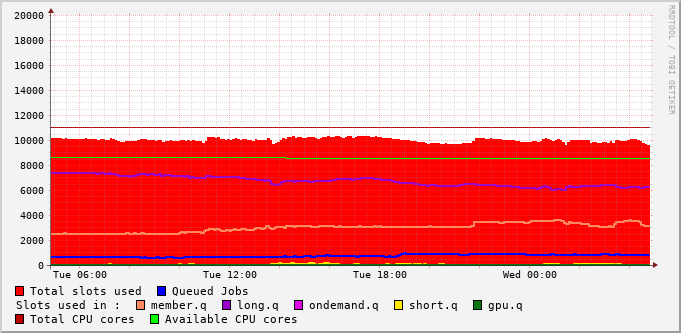 20000
18000
16000
14000
12000
10000
8000
6000
4000
2000
0
Tue 06:00 Tue 12:00 Tue 18:00 Wed 00:00
Total slots used Queued Jobs
Slots used in : member.q long.q ondemand.q short.q gpu.q
Total CPU cores Available CPU cores
RRDTOOL / TOBI OETIKER